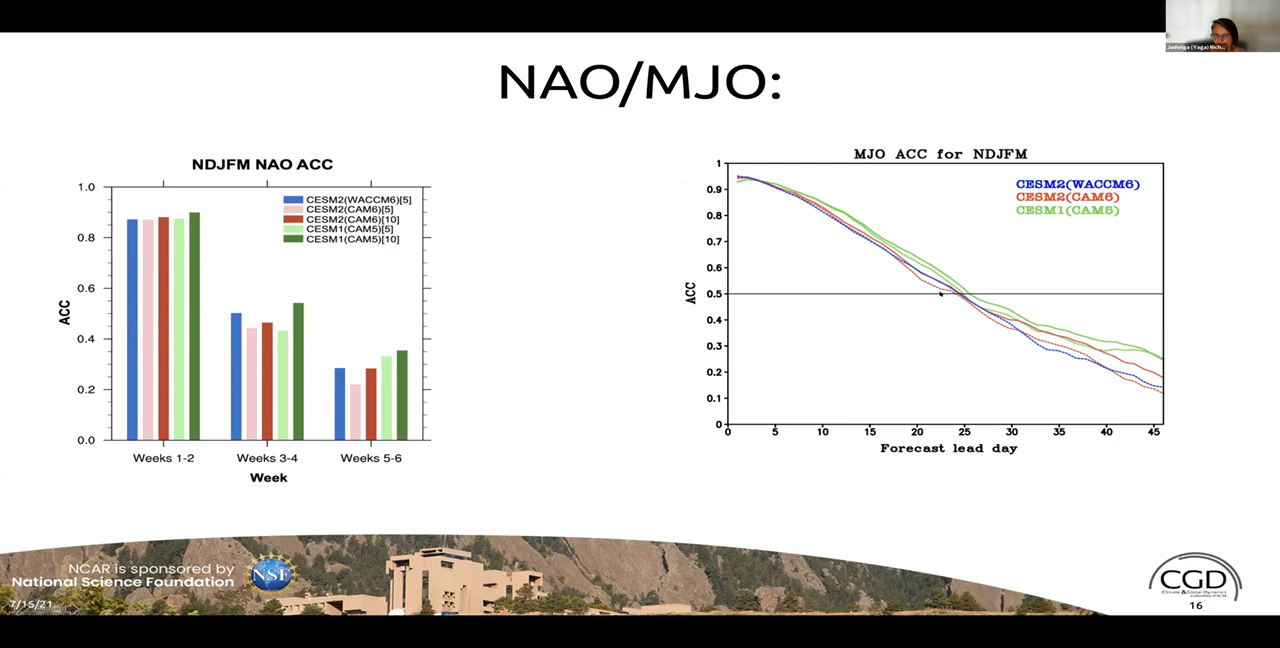 Jadwiga (Yaga) Rich...
NAO/MJO:
NDJFM NAO ACC
1.0
0.8
0.6
0.4
0.2
0.0
ACC
CESM2(WACCM6)[5]
CESM2(CAM6)[5]
CESM2(CAM6)[10]
CESM1(CAM5)[5]
CESM1(CAM5)[10]
Weeks 1-2 Weeks 3-4 Weeks 5-6
Week
MJO ACC for NDJFM
1
0.9
0.8
0.7
0.6
0.5
0.4
0.3
0.2
0.1
0
ACC
CESM2(WACCM6)
CESM2(CAM6)
CESM1(CAM5)
0 5 10 15 20 25 30 35 40 45
Forecast lead day
NCAR is sponsored by
National Science Foundation
NSF
7/15/21
CGD
Climate & Global Dynamics
16